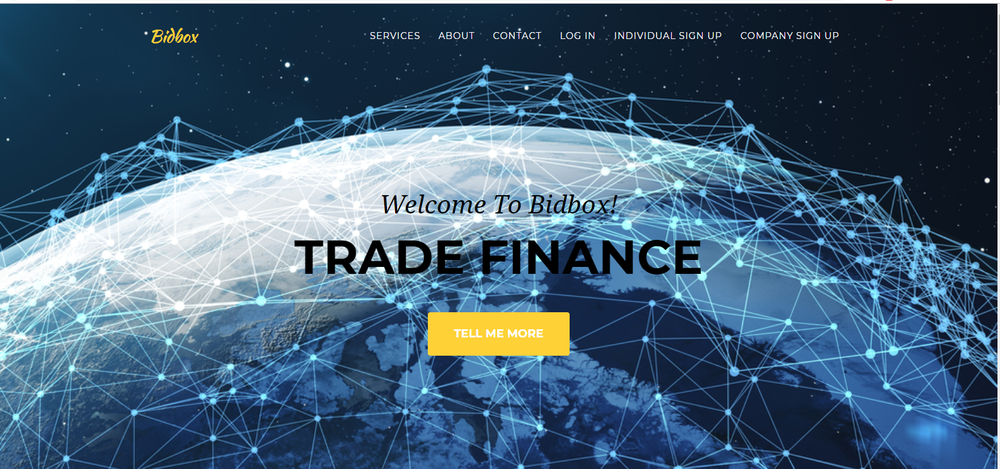 Bidbox
SERVICES ABOUT CONTACT LOG IN INDIVIDUAL SIGN UP COMPANY SIGN UP
Welcome To Bidbox!
TRADE FINANCE
TELL ME MORE